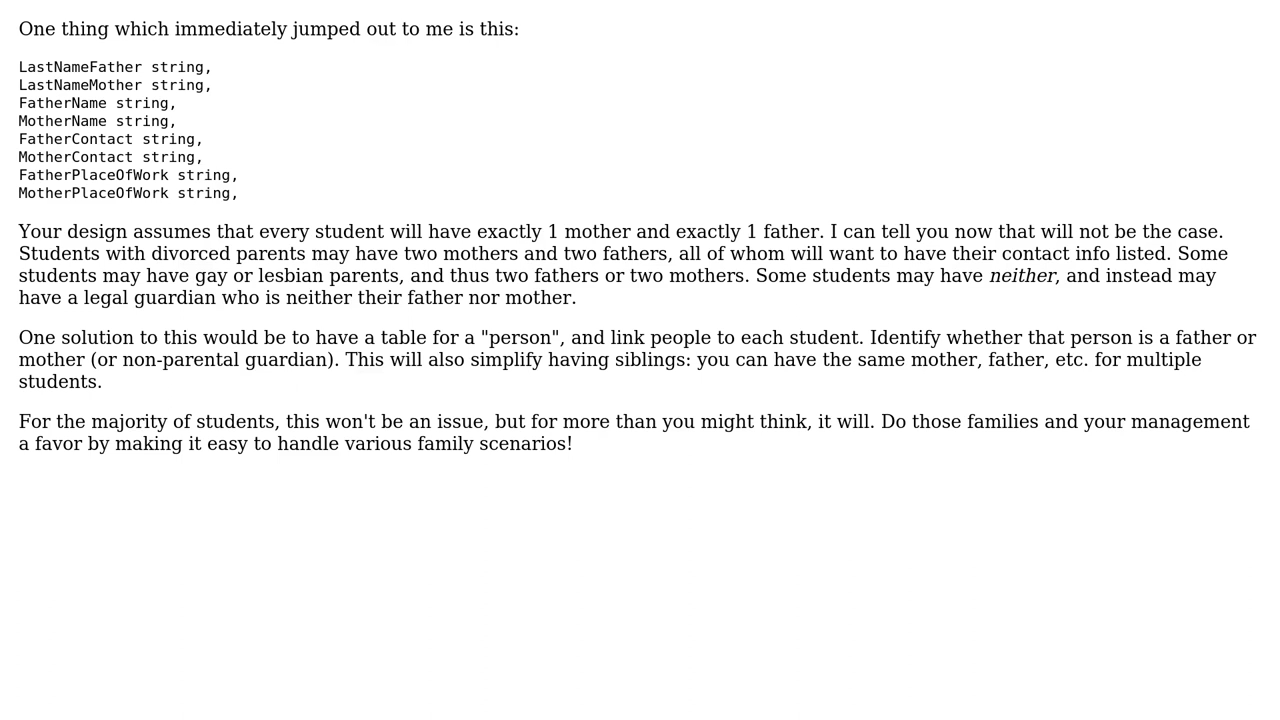 One thing which immediately jumped out to me is this:
LastNameFather string,
LastNameMother string,
FatherName string,
MotherName string,
FatherContact string,
MotherContact string,
FatherPlaceOfWork string,
MotherPlaceOfWork string,
Your design assumes that every student will have exactly 1 mother and exactly 1 father. I can tell you now that will not be the case.
Students with divorced parents may have two mothers and two fathers, all of whom will want to have their contact info listed. Some
students may have gay or lesbian parents, and thus two fathers or two mothers. Some students may have neither, and instead may
have a legal guardian who is neither their father nor mother.
One solution to this would be to have a table for a "person", and link people to each student. Identify whether that person is a father or
mother (or non-parental guardian). This will also simplify having siblings: you can have the same mother, father, etc. for multiple
students.
For the majority of students, this won't be an issue, but for more than you might think, it will. Do those families and your management
a favor by making it easy to handle various family scenarios!